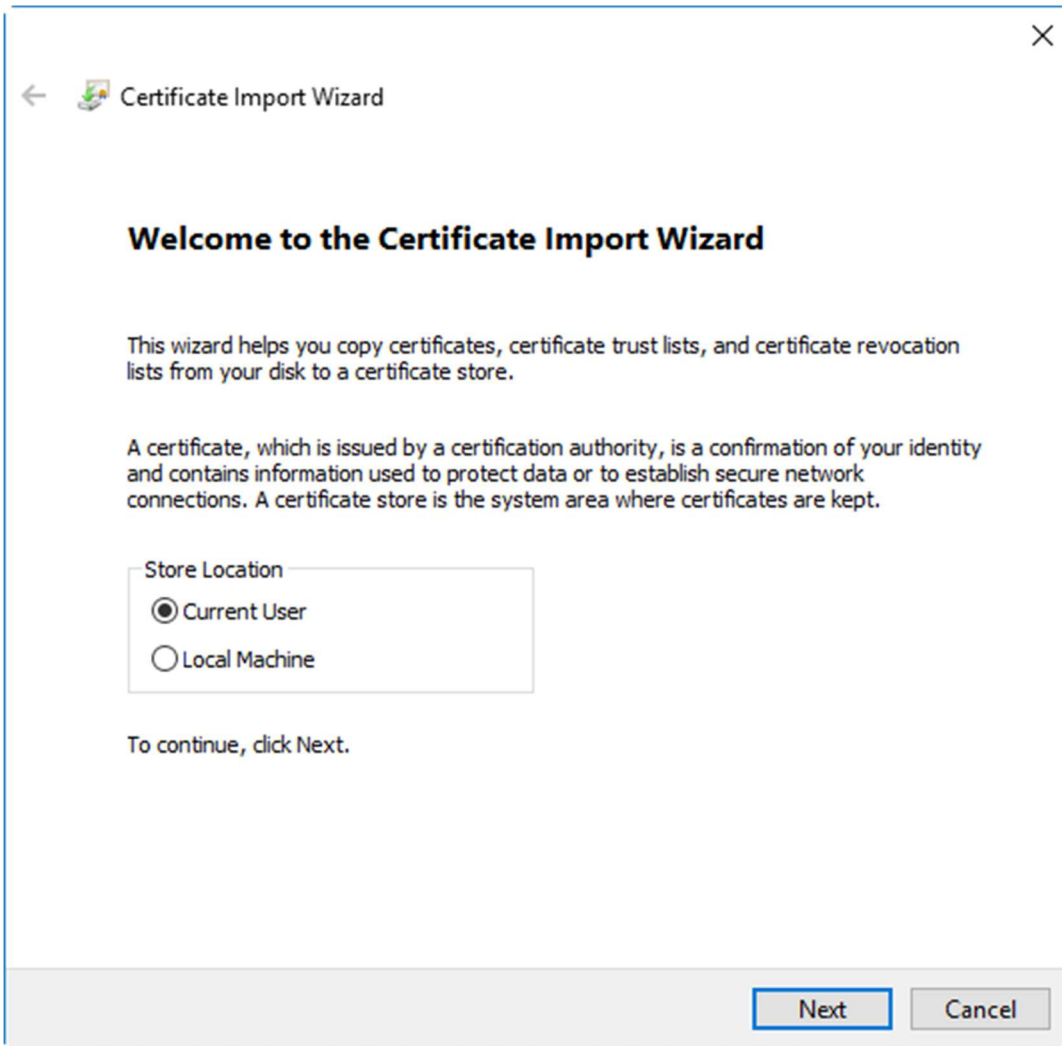 Certificate Import Wizard
Welcome to the Certificate Import Wizard
This wizard helps you copy certificates, certificate trust lists, and certificate revocation
lists from your disk to a certificate store.
A certificate, which is issued by a certification authority, is a confirmation of your identity
and contains information used to protect data or to establish secure network
connections. A certificate store is the system area where certificates are kept.
Store Location
Current User
Local Machine
To continue, click Next.
Next
Cancel